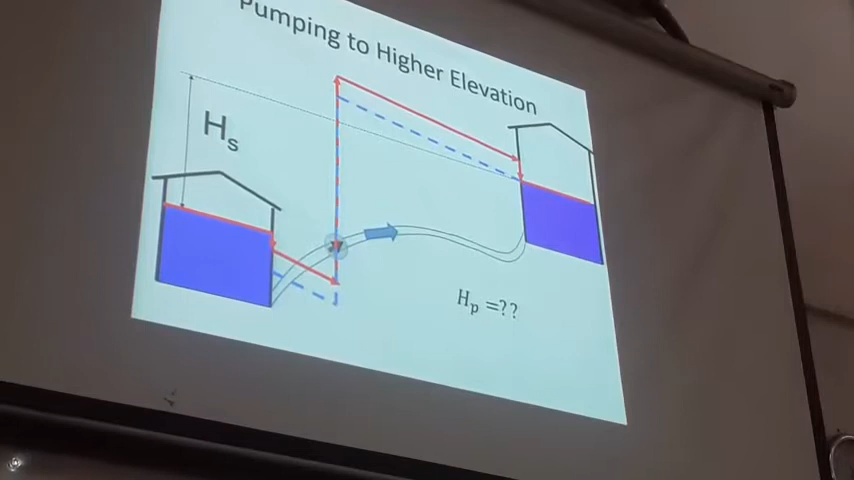 Pumping to Higher Elevation
Hₛ
Hₚ =??